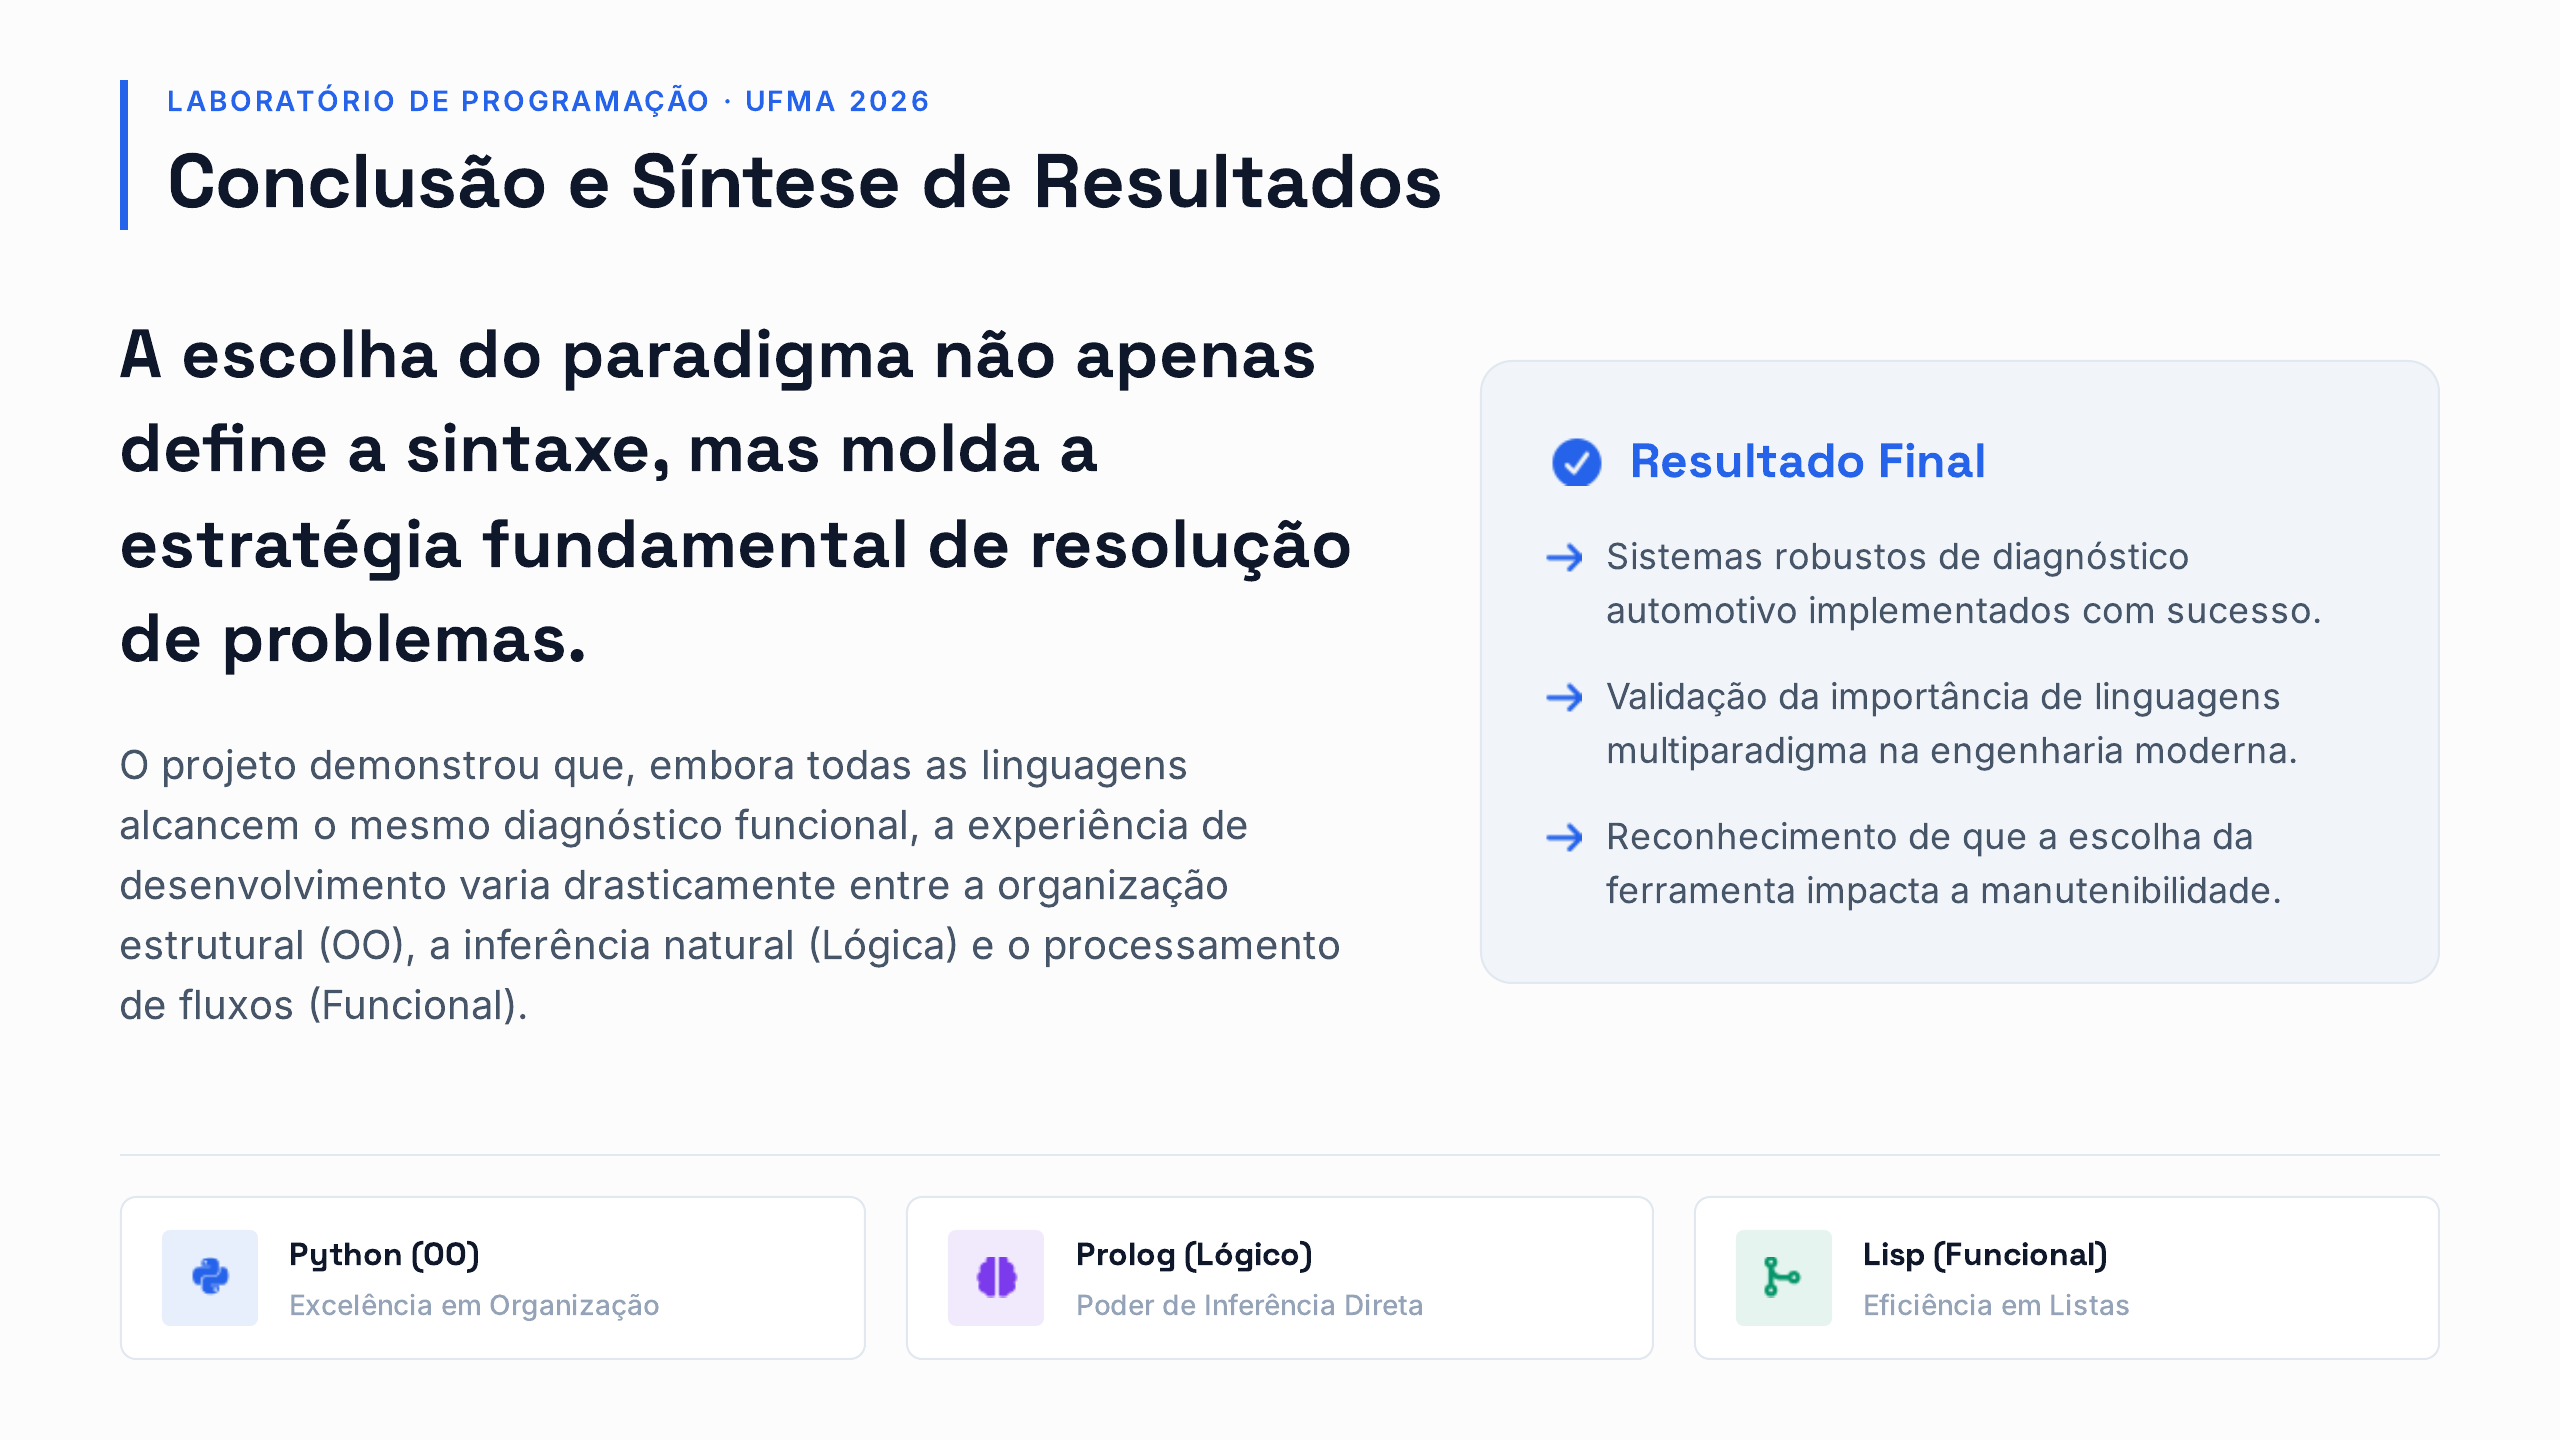 LABORATÓRIO DE PROGRAMAÇÃO · UFMA 2026
Conclusão e Síntese de Resultados
A escolha do paradigma não apenas
define a sintaxe, mas molda a
estratégia fundamental de resolução
de problemas.
O projeto demonstrou que, embora todas as linguagens
alcancem o mesmo diagnóstico funcional, a experiência de
desenvolvimento varia drasticamente entre a organização
estrutural (OO), a inferência natural (Lógica) e o processamento
de fluxos (Funcional).
Resultado Final
Sistemas robustos de diagnóstico
automotivo implementados com sucesso.
Validação da importância de linguagens
multiparadigma na engenharia moderna.
Reconhecimento de que a escolha da
ferramenta impacta a manutenibilidade.
Python (OO)
Excelência em Organização
Prolog (Lógico)
Poder de Inferência Direta
Lisp (Funcional)
Eficiência em Listas